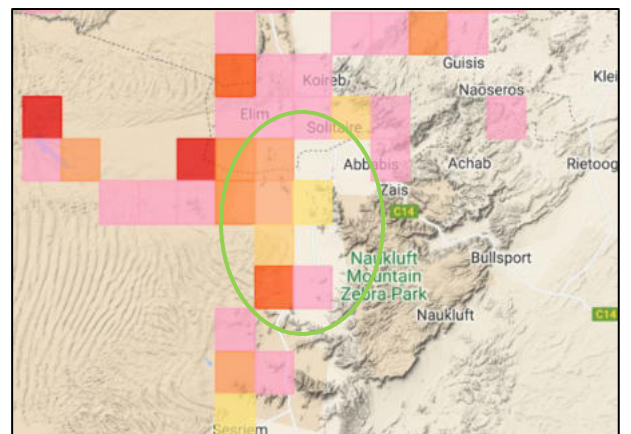 Guisis
Koireb
Klei
Naoseros
Elim
Solitaire
Abbabis
Achab
Rietoog
Zais
C14
Naukluft
Mountain
Zebra Park
Bullsport
C14
Naukluft
Sesriem